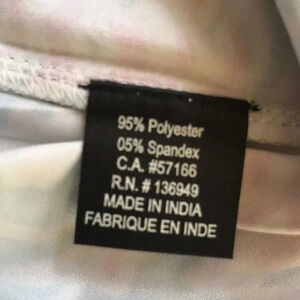 95% Polyester
05% Spandex
C.A. #57166
R.N. # 136949
MADE IN INDIA
FABRIQUE EN INDE